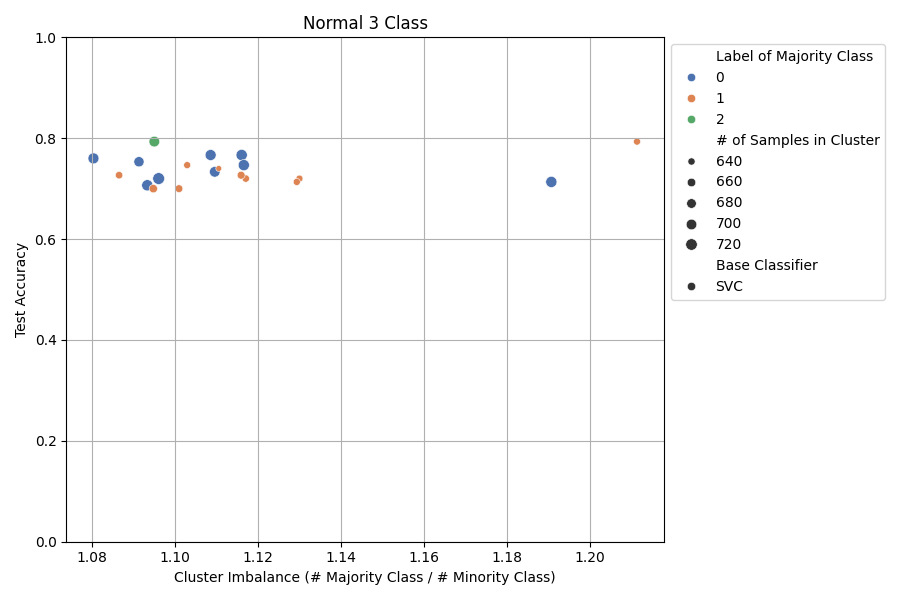 Normal 3 Class
1.0
0.8
0.6
0.4
0.2
0.0
Test Accuracy
1.08 1.10 1.12 1.14 1.16 1.18 1.20
Cluster Imbalance (# Majority Class / # Minority Class)
Label of Majority Class
0
1
2
# of Samples in Cluster
640
660
680
700
720
Base Classifier
SVC